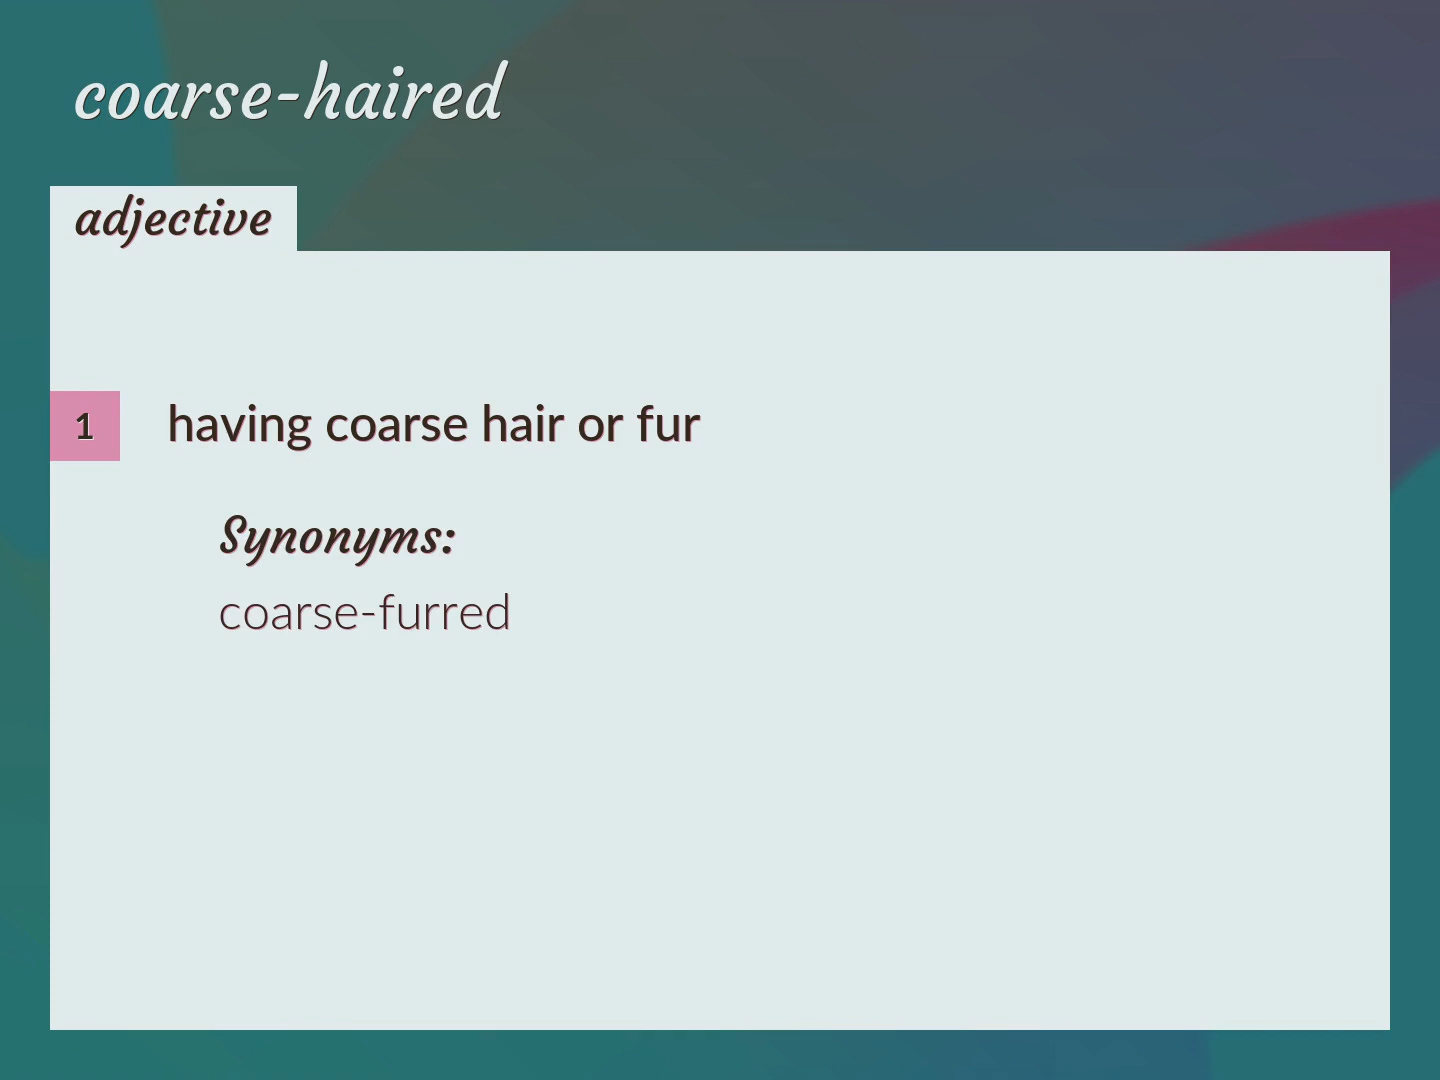 coarse-haired
adjective
1 having coarse hair or fur
Synonyms:
coarse-furred